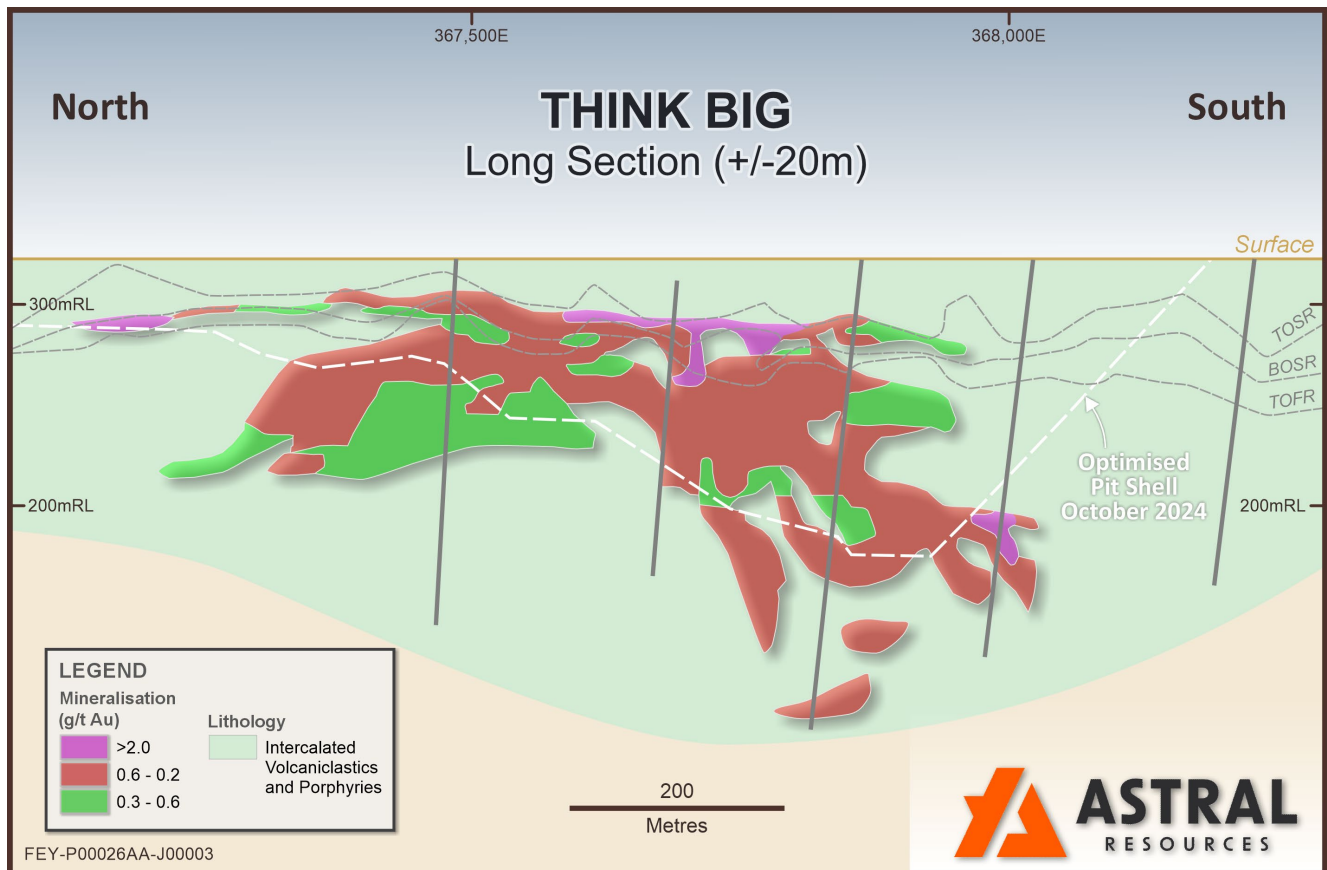 367,500E
368,000E
North
THINK BIG
South
Long Section (+/-20m)
Surface
300mRL
TOSR
BOSR
TOFR
Optimised
Pit Shell
October 2024
200mRL
200mRL
LEGEND
Mineralisation
(g/t Au)
>2.0
0.6 - 0.2
0.3 - 0.6
Lithology
Intercalated
Volcaniclastics
and Porphyries
200
Metres
ASTRAL
RESOURCES
FEY-P00026AA-J00003